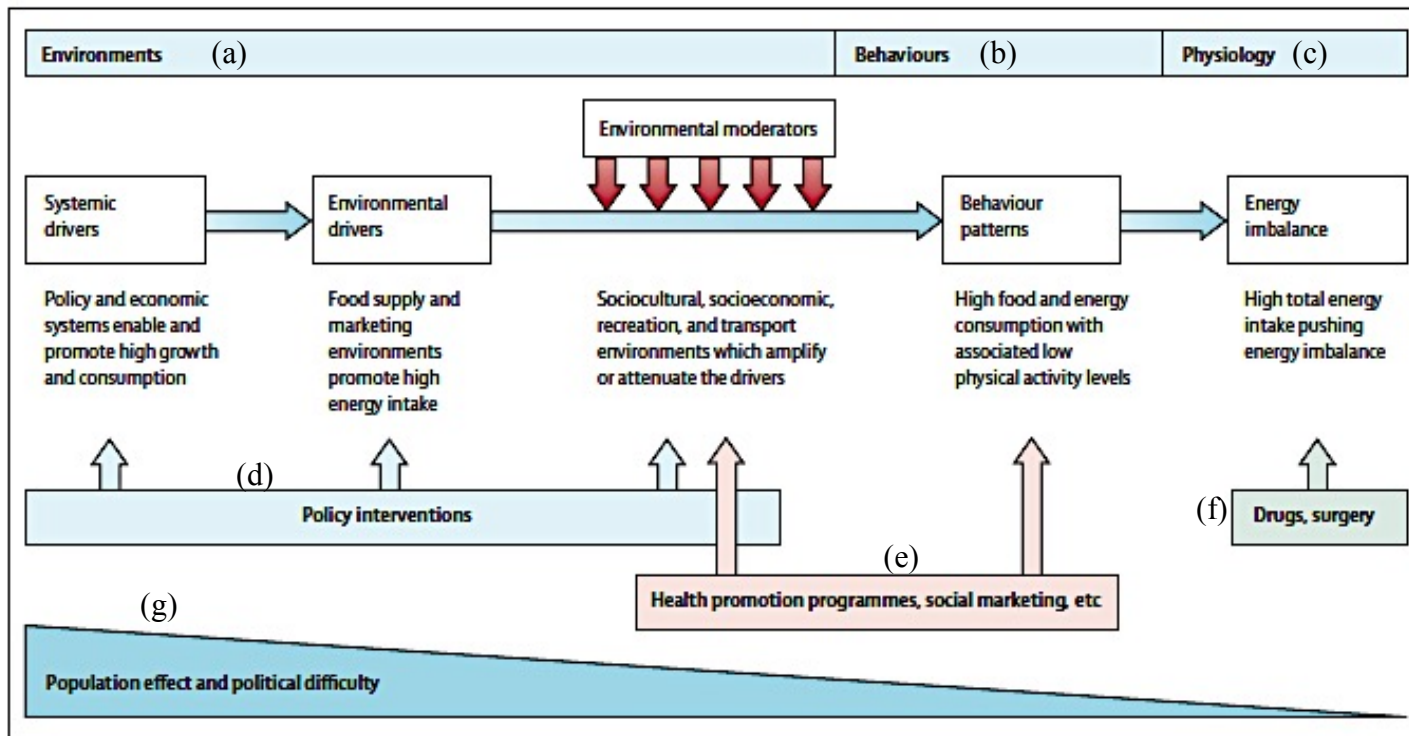 Environments (a)
Behaviours (b)
Physiology (c)
Environmental moderators
Systemic
drivers
Environmental
drivers
Behaviour
patterns
Energy
imbalance
Policy and economic
systems enable and
promote high growth
and consumption
Food supply and
marketing
environments
promote high
energy intake
Sociocultural, socioeconomic,
recreation, and transport
environments which amplify
or attenuate the drivers
High food and energy
consumption with
associated low
physical activity levels
High total energy
intake pushing
energy imbalance
(d)
Policy interventions
(f) Drugs, surgery
(e)
Health promotion programmes, social marketing, etc
(g)
Population effect and political difficulty